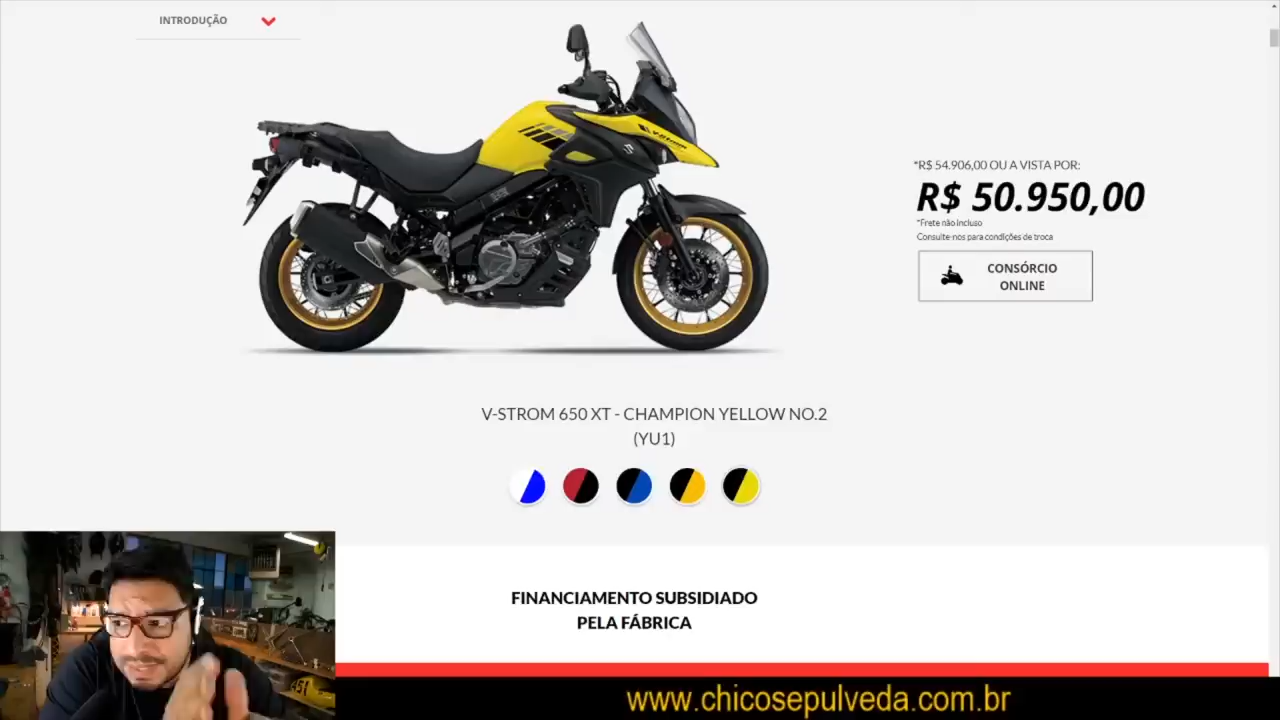 INTRODUÇÃO
V-STROM
*R$ 54.906,00 OU A VISTA POR:
R$ 50.950,00
*Frete não incluso
Consulte-nos para condições de troca
CONSÓRCIO
ONLINE
V-STROM 650 XT - CHAMPION YELLOW NO.2
(YU1)
FINANCIAMENTO SUBSIDIADO
PELA FÁBRICA
www.chicosepulveda.com.br